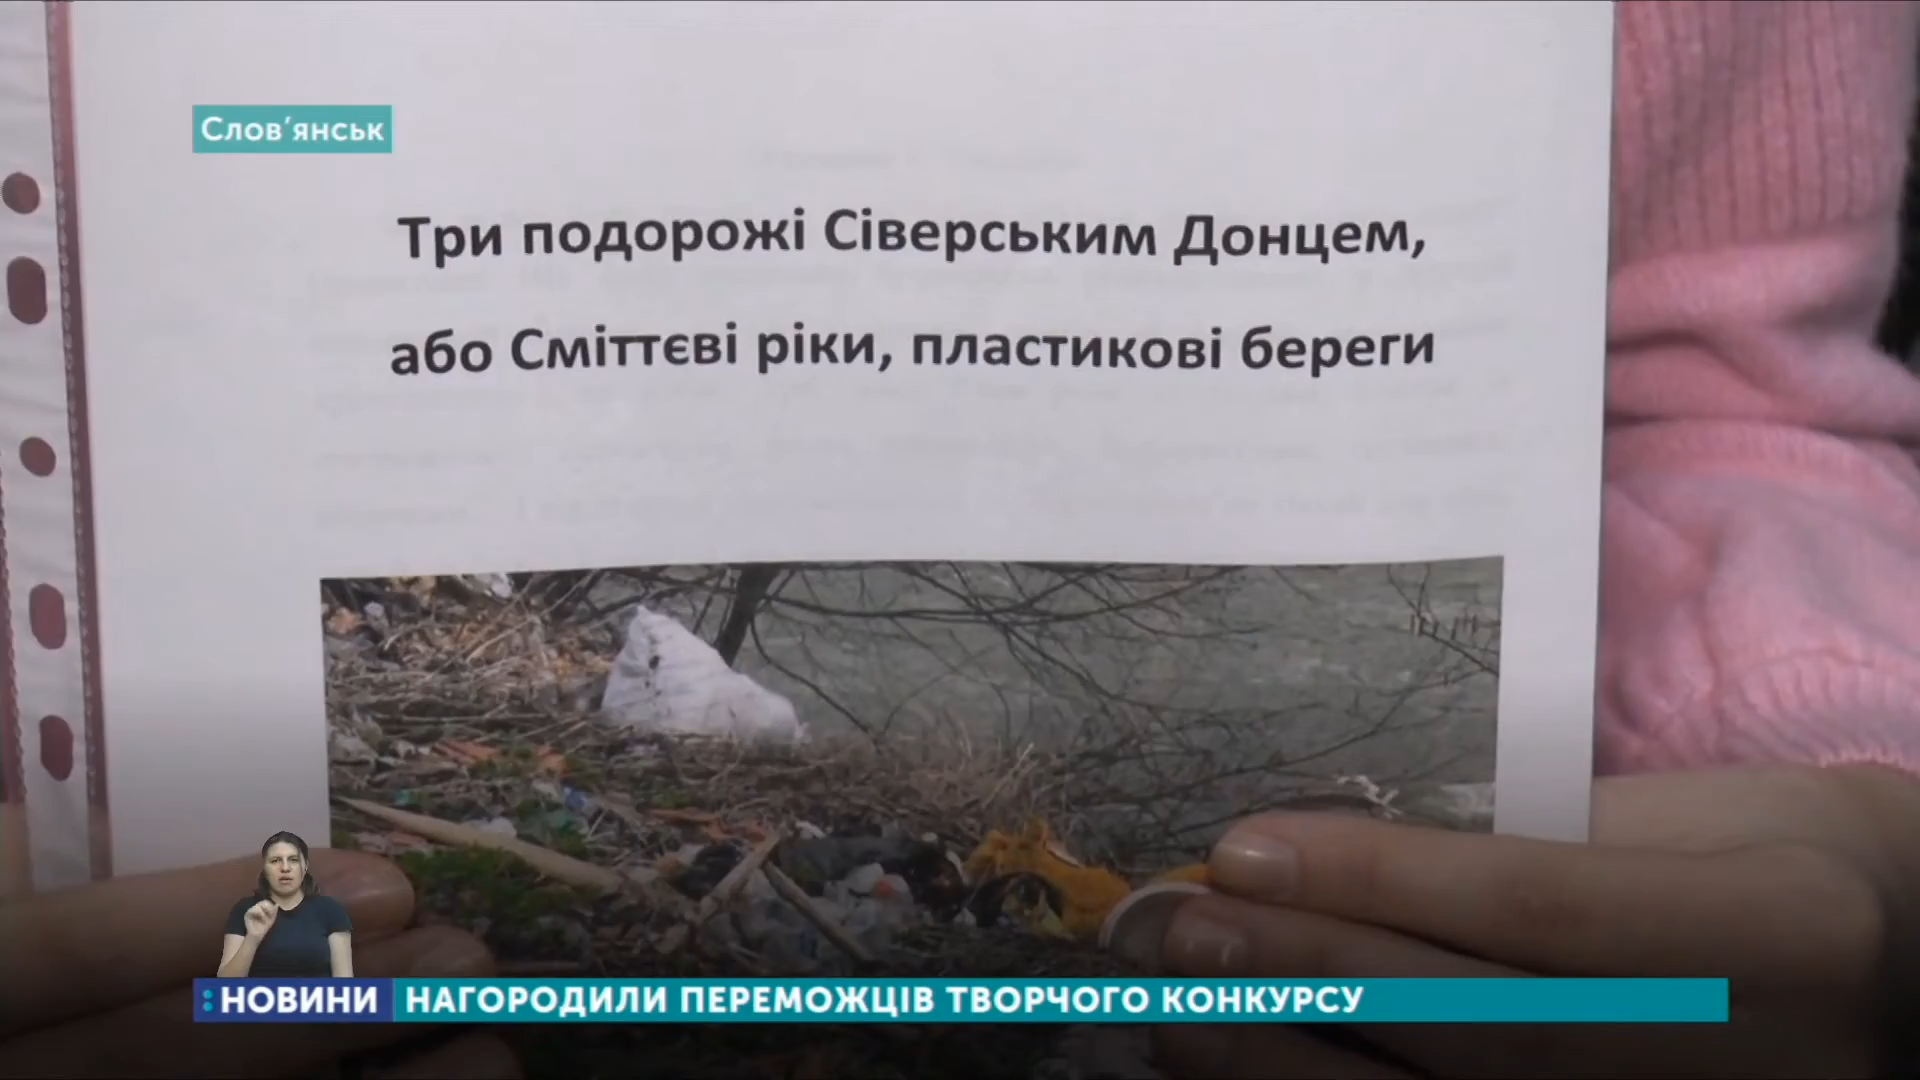 Слов'янськ
Три подорожі Сіверським Донцем,
або Сміттєві ріки, пластикові береги
:НОВИНИ НАГОРОДИЛИ ПЕРЕМОЖЦІВ ТВОРЧОГО КОНКУРСУ